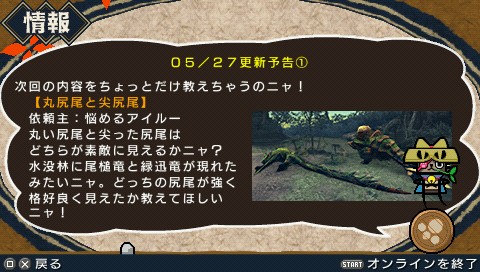 情報
05/27更新予告①
次回の内容をちょっとだけ教えちゃうのニャ！
【丸尻尾と尖尻尾】
依頼主：悩めるアイルー
丸い尻尾と尖った尻尾は
どちらが素敵に見えるかニャ？
水没林に尾槌竜と緑迅竜が現れた
みたいニャ。どっちの尻尾が強く
格好良く見えたか教えてほしい
ニャ！
□×戻る
START オンラインを終了